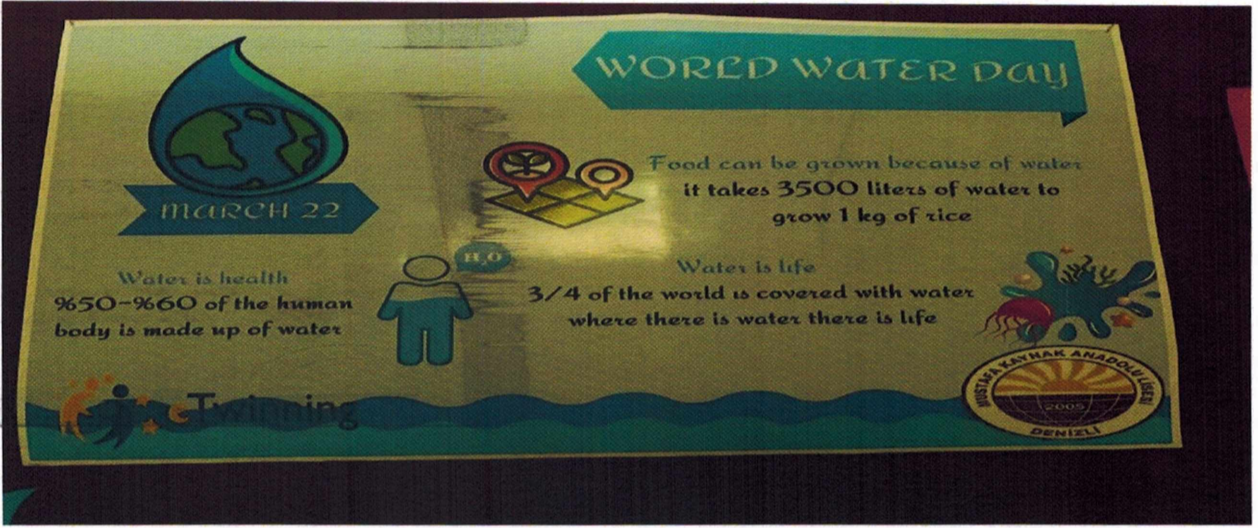 WORLD WATER DAY
MARCH 22
Food can be grown because of water
it takes 3500 liters of water to
grow 1 kg of rice
Water is health
%50-%60 of the human
body is made up of water
H₂O
Water is life
3/4 of the world is covered with water
where there is water there is life
eTwinning
MUSTAFA KAYNAK ANADOLU LİSESİ
2005
DENİZLİ